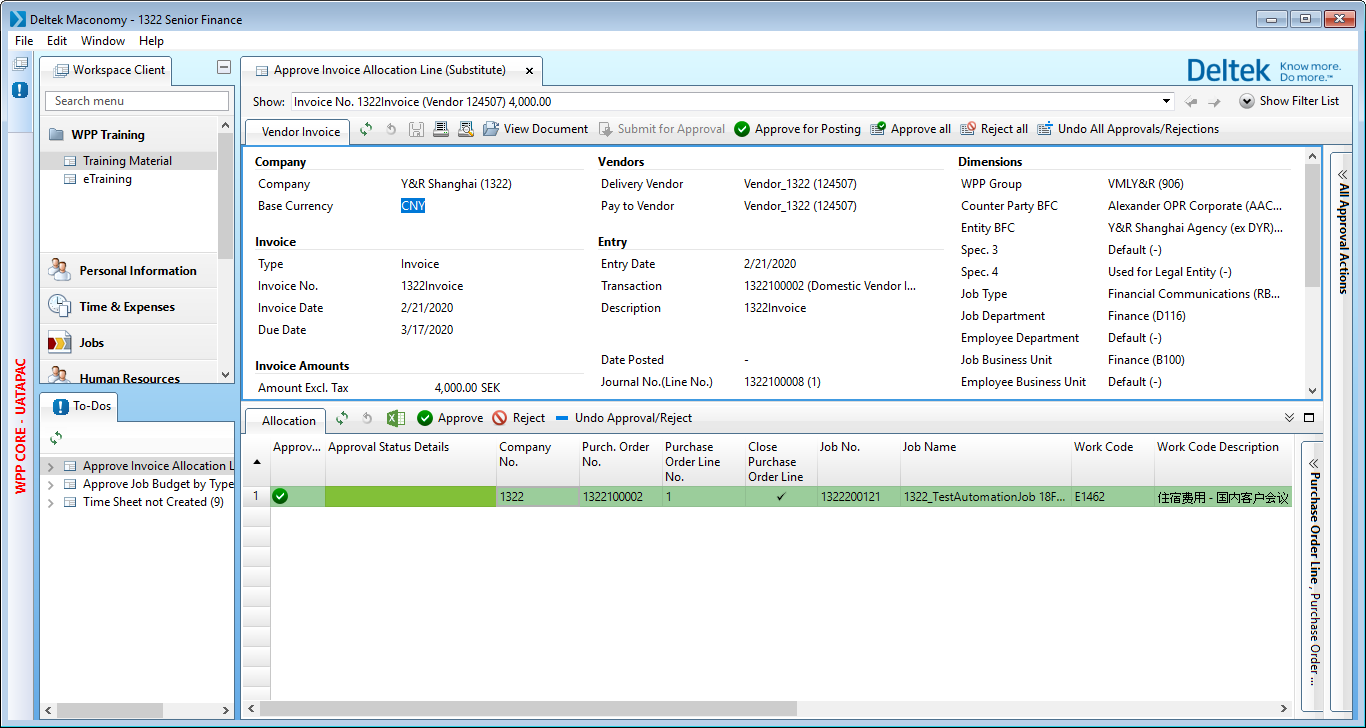 Deltek Maconomy - 1322 Senior Finance
File Edit Window Help
Workspace Client
Search menu
WPP Training
Training Material
eTraining
Personal Information
Time & Expenses
Jobs
Human Resources
WPP CORE - UATAPAC
To-Dos
Approve Invoice Allocation L
Approve Job Budget by Type
Time Sheet not Created (9)
Approve Invoice Allocation Line (Substitute)
Deltek Know more. Do more.™
Show: Invoice No. 1322Invoice (Vendor 124507) 4,000.00
Show Filter List
Vendor Invoice View Document Submit for Approval Approve for Posting Approve all Reject all Undo All Approvals/Rejections
Company
Company Y&R Shanghai (1322)
Base Currency CNY
Invoice
Type Invoice
Invoice No. 1322Invoice
Invoice Date 2/21/2020
Due Date 3/17/2020
Invoice Amounts
Amount Excl. Tax 4,000.00 SEK
Vendors
Delivery Vendor Vendor_1322 (124507)
Pay to Vendor Vendor_1322 (124507)
Entry
Entry Date 2/21/2020
Transaction 1322100002 (Domestic Vendor I...
Description 1322Invoice
Date Posted -
Journal No.(Line No.) 1322100008 (1)
Dimensions
WPP Group VMLY&R (906)
Counter Party BFC Alexander OPR Corporate (AAC...
Entity BFC Y&R Shanghai Agency (ex DYR)...
Spec. 3 Default (-)
Spec. 4 Used for Legal Entity (-)
Job Type Financial Communications (RB...
Job Department Finance (D116)
Employee Department Default (-)
Job Business Unit Finance (B100)
Employee Business Unit Default (-)
All Approval Actions
Allocation Approve Reject Undo Approval/Reject
Approv... Approval Status Details Company No. Purch. Order No. Purchase Order Line No. Close Purchase Order Line Job No. Job Name Work Code Work Code Description
1 1322 1322100002 1 ✓ 1322200121 1322_TestAutomationJob 18F... E1462 住宿费用 - 国内客户会议
Purchase Order Line , Purchase Order ...